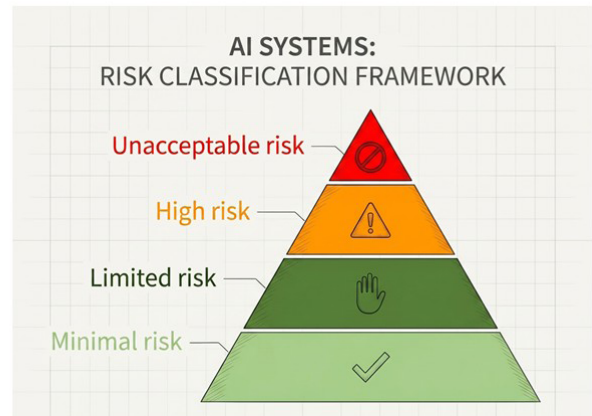 AI SYSTEMS:
RISK CLASSIFICATION FRAMEWORK
Unacceptable risk
High risk
Limited risk
Minimal risk